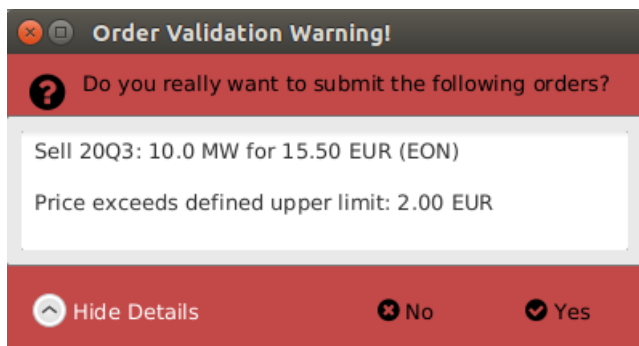 Order Validation Warning!
Do you really want to submit the following orders?
Sell 20Q3: 10.0 MW for 15.50 EUR (EON)
Price exceeds defined upper limit: 2.00 EUR
Hide Details
No
Yes